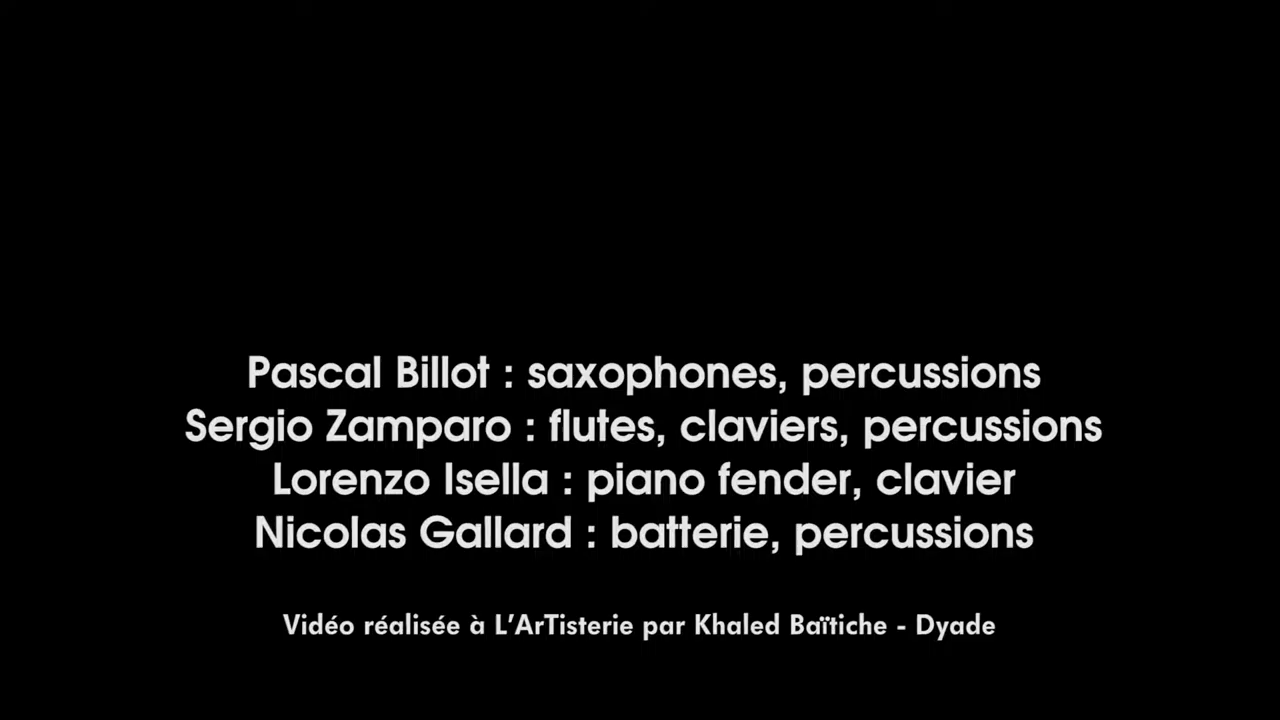 Pascal Billot : saxophones, percussions
Sergio Zamparo : flutes, claviers, percussions
Lorenzo Isella : piano fender, clavier
Nicolas Gallard : batterie, percussions
Vidéo réalisée à L’ArTisterie par Khaled Baïtiche - Dyade